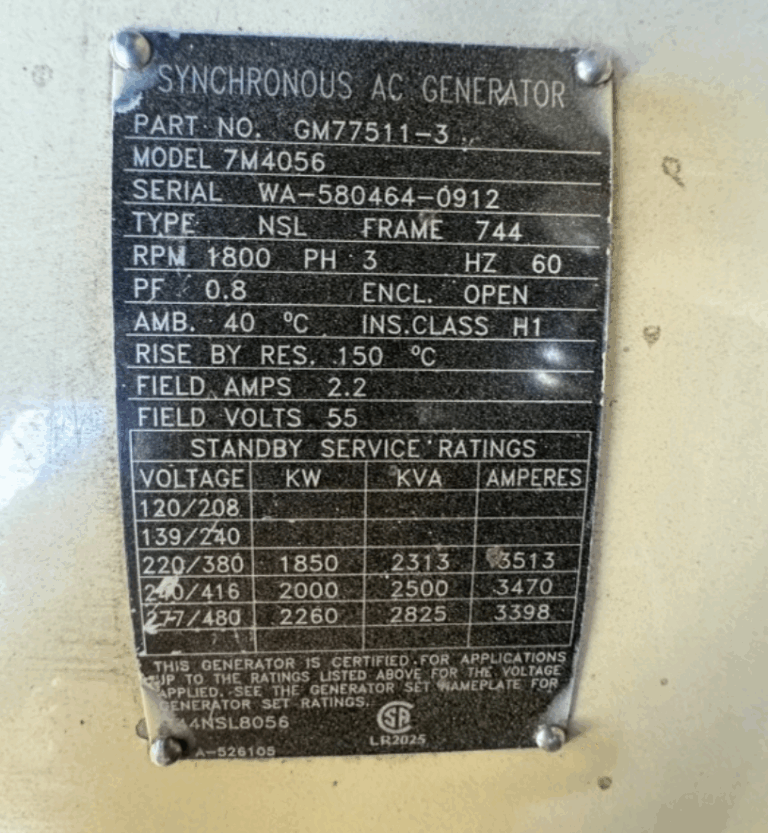 SYNCHRONOUS AC GENERATOR
PART NO. GM77511-3
MODEL 7M4056
SERIAL WA-580464-0912
TYPE NSL FRAME 744
RPM 1800 PH 3 HZ 60
PF 0.8 ENCL. OPEN
AMB. 40 ºC INS.CLASS H1
RISE BY RES. 150 ºC
FIELD AMPS 2.2
FIELD VOLTS 55
STANDBY SERVICE RATINGS
VOLTAGE KW KVA AMPERES
120/208
139/240
220/380 1850 2313 3513
240/416 2000 2500 3470
277/480 2260 2825 3398
THIS GENERATOR IS CERTIFIED FOR APPLICATIONS
UP TO THE RATINGS LISTED ABOVE FOR THE VOLTAGE
APPLIED. SEE THE GENERATOR SET NAMEPLATE FOR
GENERATOR SET RATINGS.
44NSL8056 SA
LR2025
A-526105